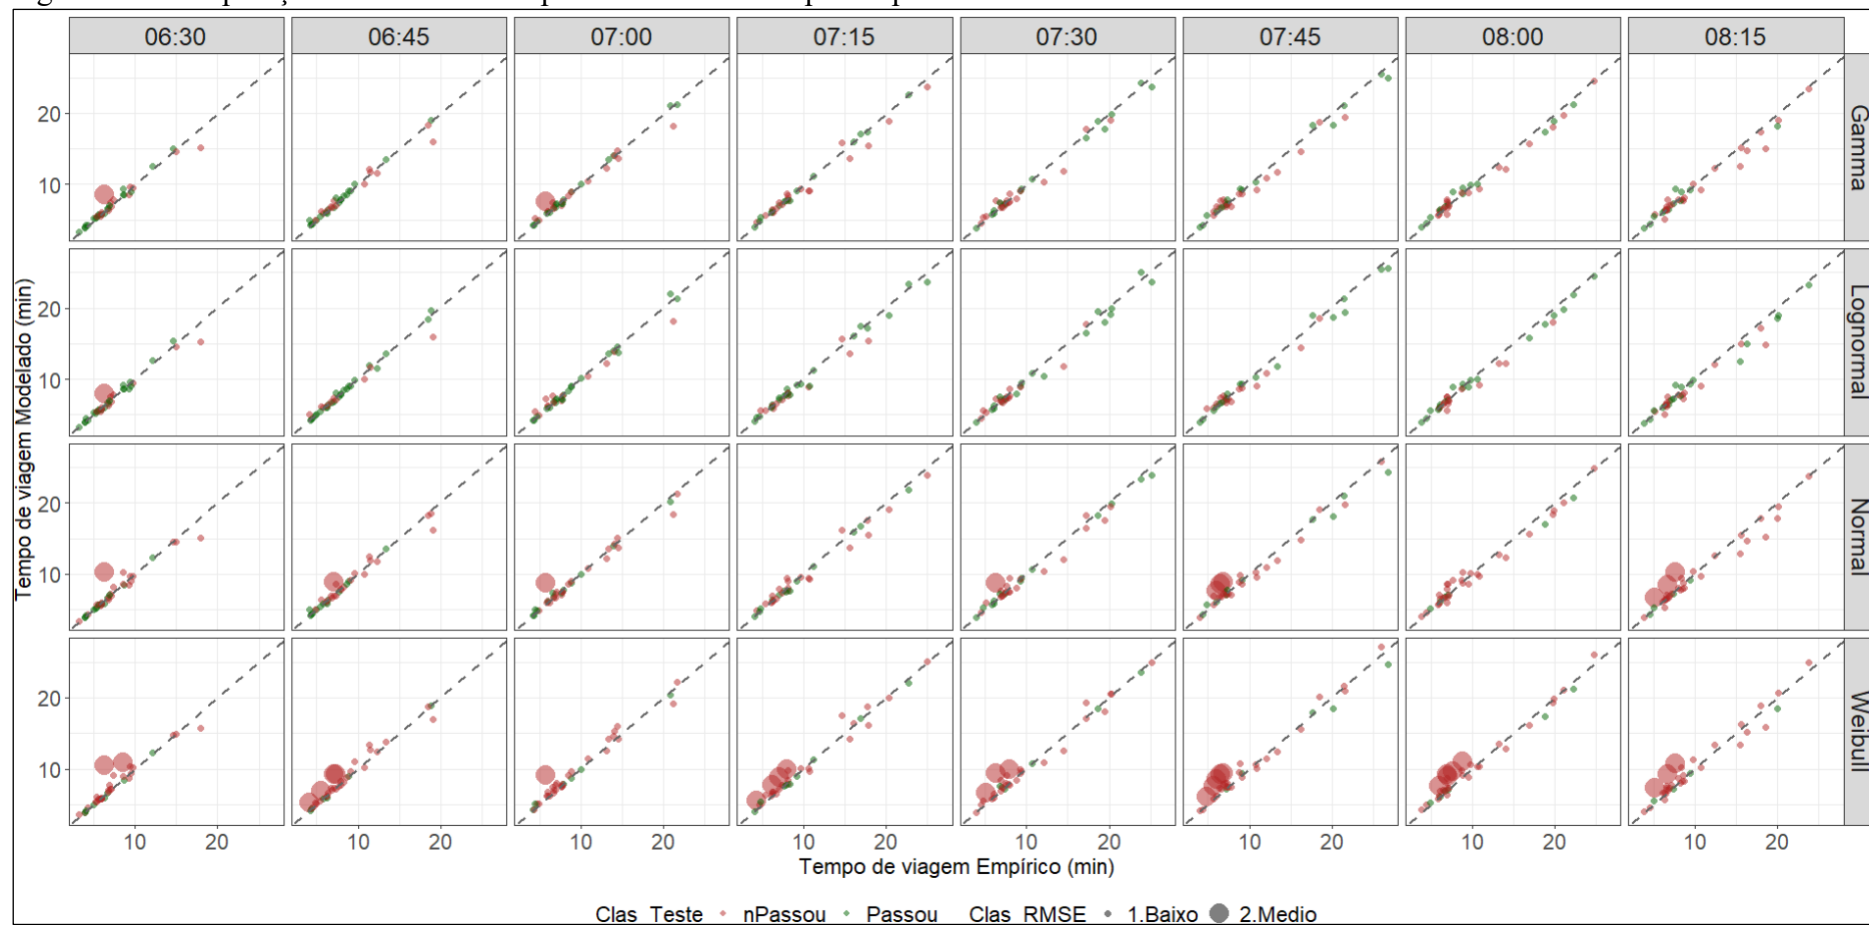 06:30 06:45 07:00 07:15 07:30 07:45 08:00 08:15
Tempo de viagem Modelado (min)
20
10
Gamma
20
10
Lognormal
20
10
Normal
20
10
Weibull
10 20 10 20 10 20 10 20 10 20 10 20 10 20 10 20
Tempo de viagem Empírico (min)
Clas_Teste nPassou Passou Clas_RMSE 1.Baixo 2.Medio